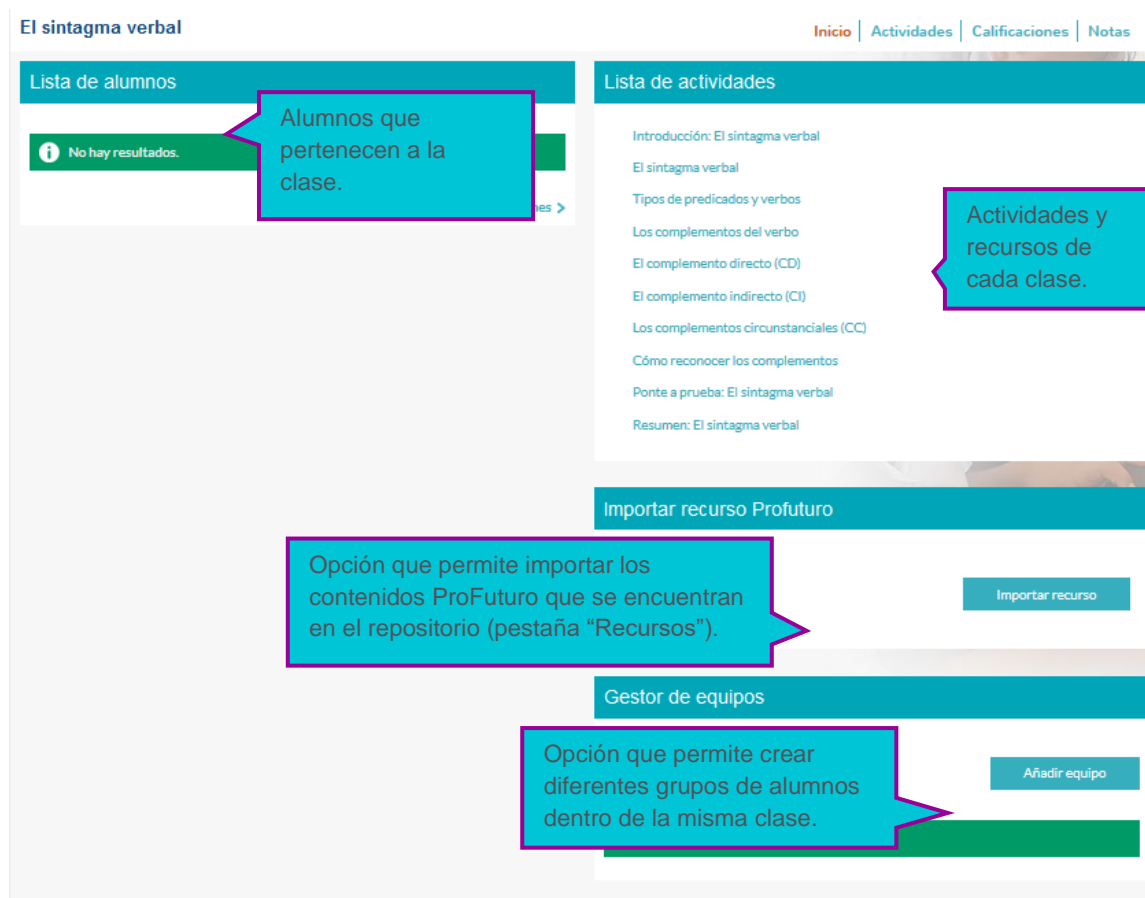 El sintagma verbal
Inicio | Actividades | Calificaciones | Notas
Lista de alumnos
No hay resultados.
Alumnos que
pertenecen a la
clase.
Lista de actividades
Introducción: El sintagma verbal
El sintagma verbal
Tipos de predicados y verbos
Los complementos del verbo
El complemento directo (CD)
El complemento indirecto (CI)
Los complementos circunstanciales (CC)
Cómo reconocer los complementos
Ponte a prueba: El sintagma verbal
Resumen: El sintagma verbal
Actividades y
recursos de
cada clase.
Importar recurso Profuturo
Opción que permite importar los
contenidos ProFuturo que se encuentran
en el repositorio (pestaña “Recursos”).
Importar recurso
Gestor de equipos
Opción que permite crear
diferentes grupos de alumnos
dentro de la misma clase.
Añadir equipo